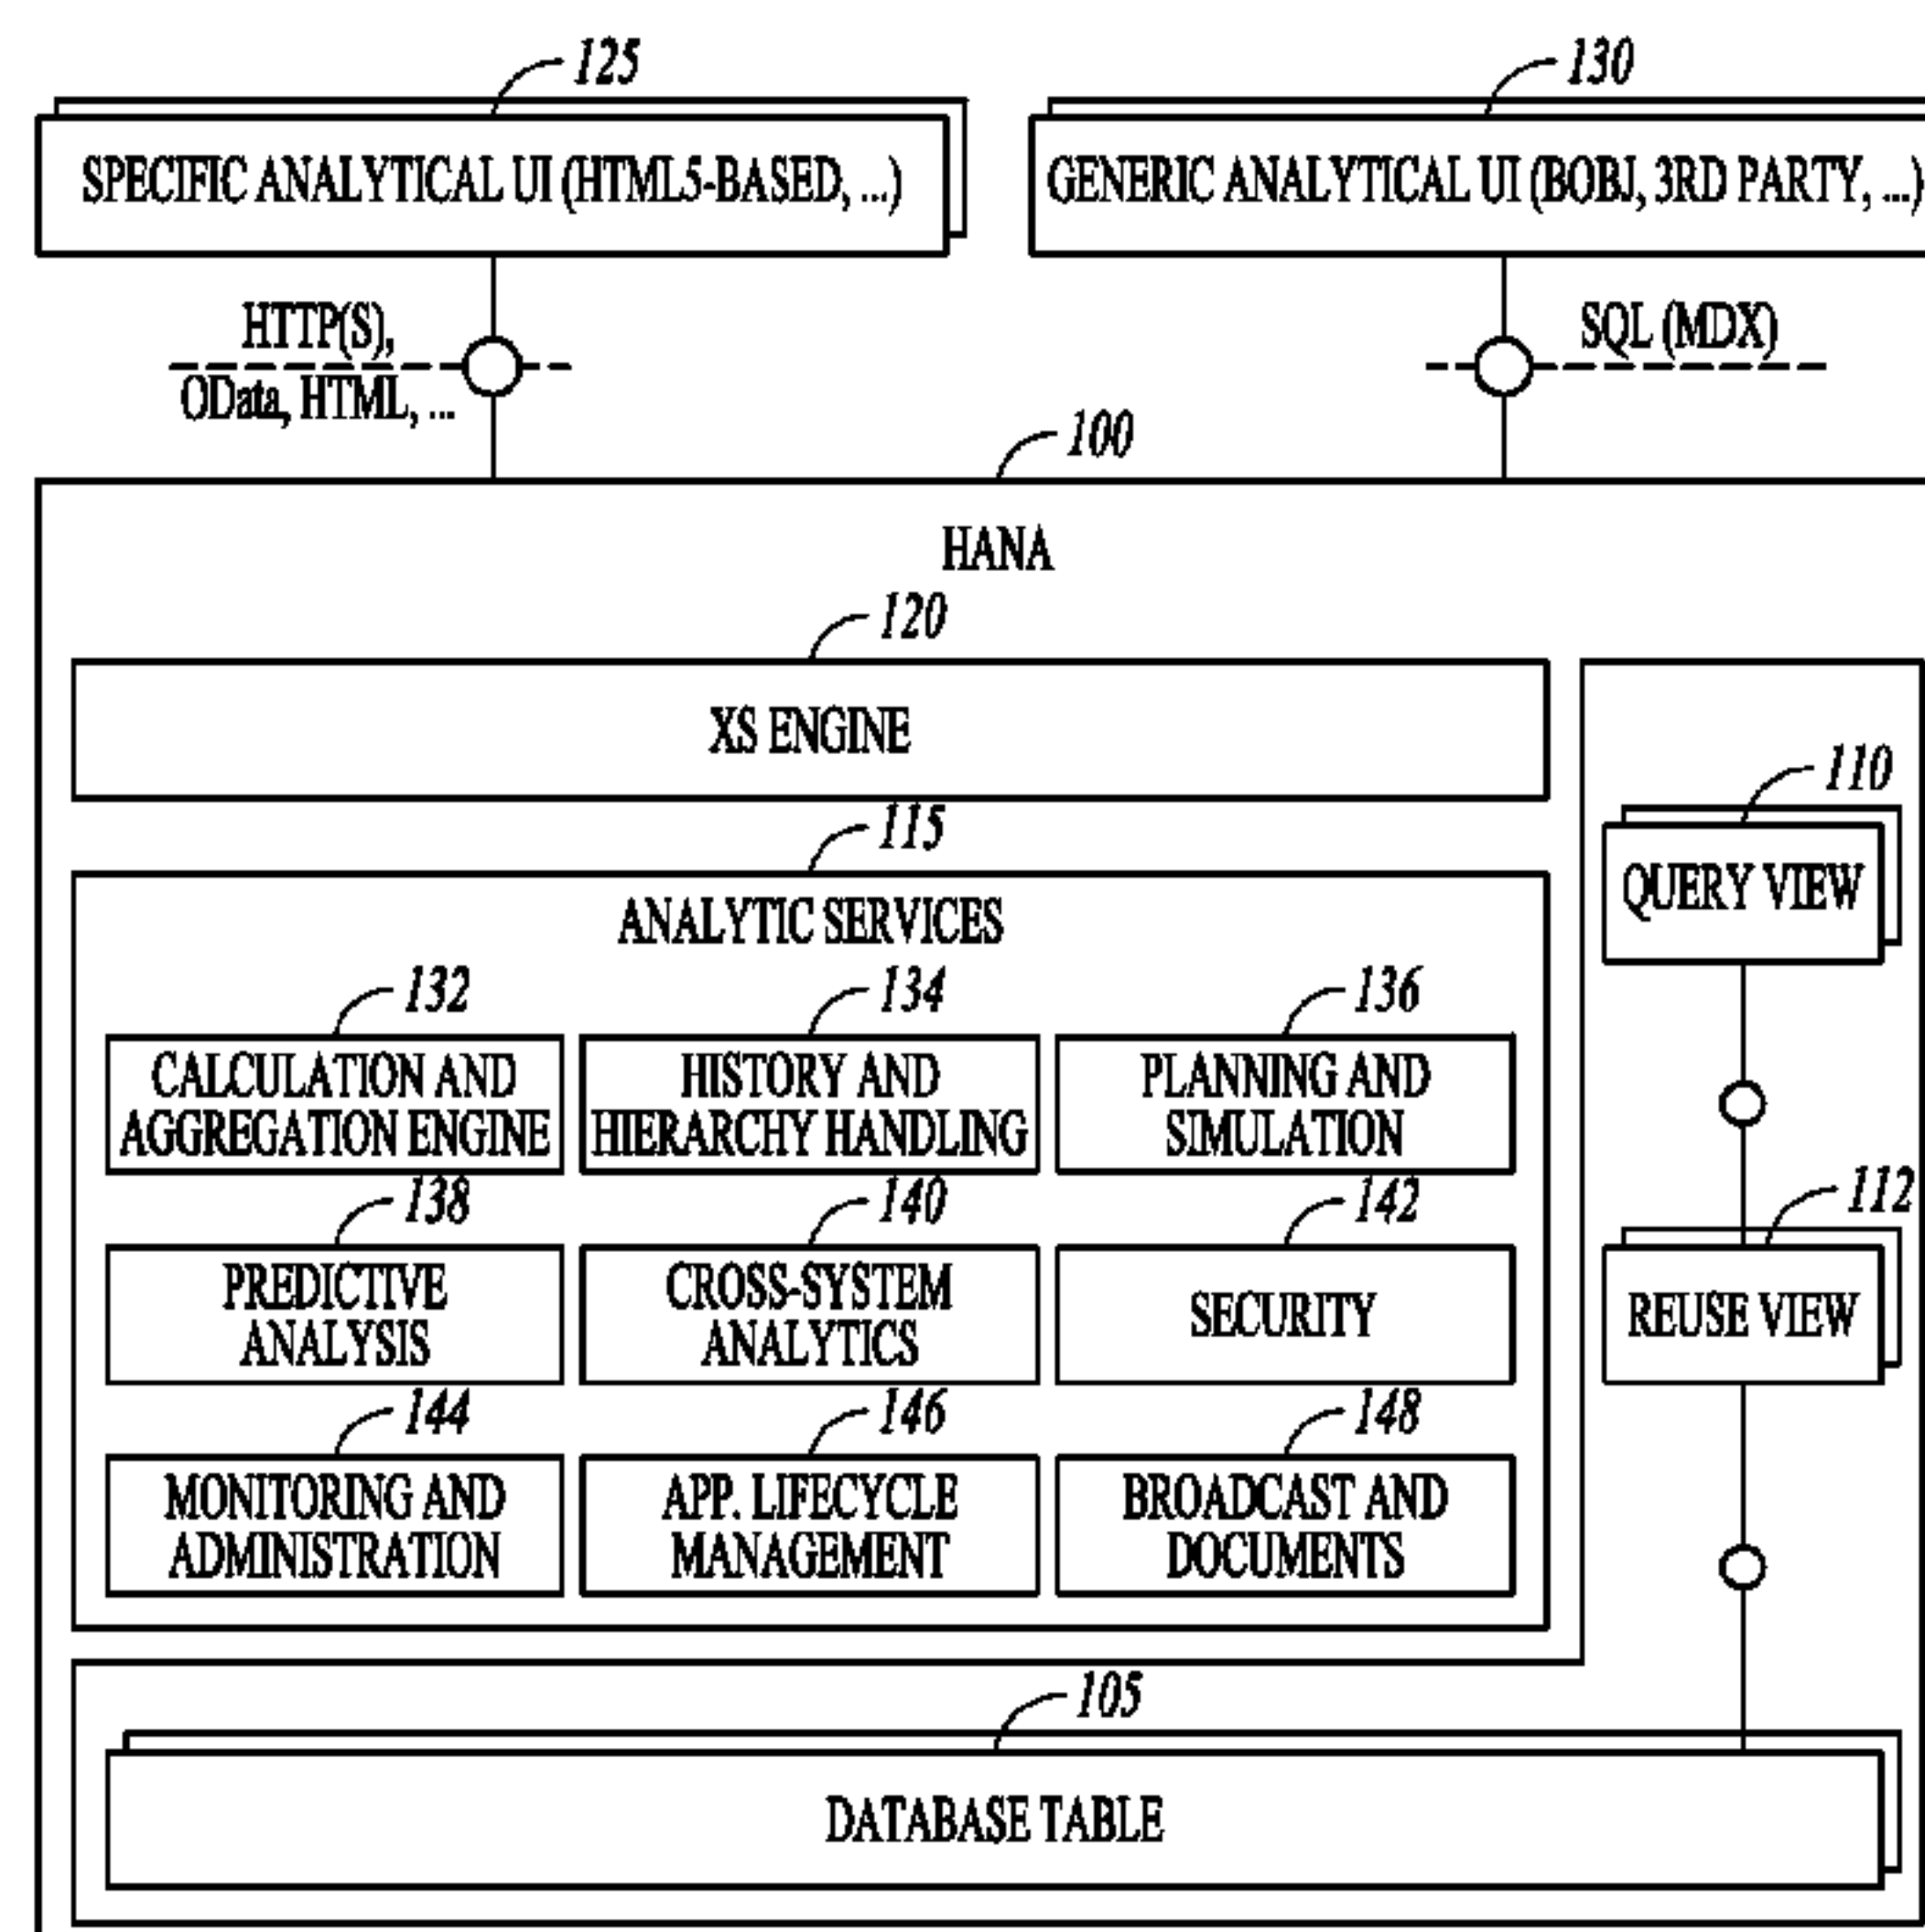 125
130
SPECIFIC ANALYTICAL UI (HTML5-BASED, ...)
GENERIC ANALYTICAL UI (BOBJ, 3RD PARTY, ...)
HTTP(S),
OData, HTML, ...
SQL (MDX)
100
HANA
120
XS ENGINE
110
QUERY VIEW
115
ANALYTIC SERVICES
132
134
136
CALCULATION AND
AGGREGATION ENGINE
HISTORY AND
HIERARCHY HANDLING
PLANNING AND
SIMULATION
138
140
142
112
PREDICTIVE
ANALYSIS
CROSS-SYSTEM
ANALYTICS
SECURITY
REUSE VIEW
144
146
148
MONITORING AND
ADMINISTRATION
APP. LIFECYCLE
MANAGEMENT
BROADCAST AND
DOCUMENTS
105
DATABASE TABLE